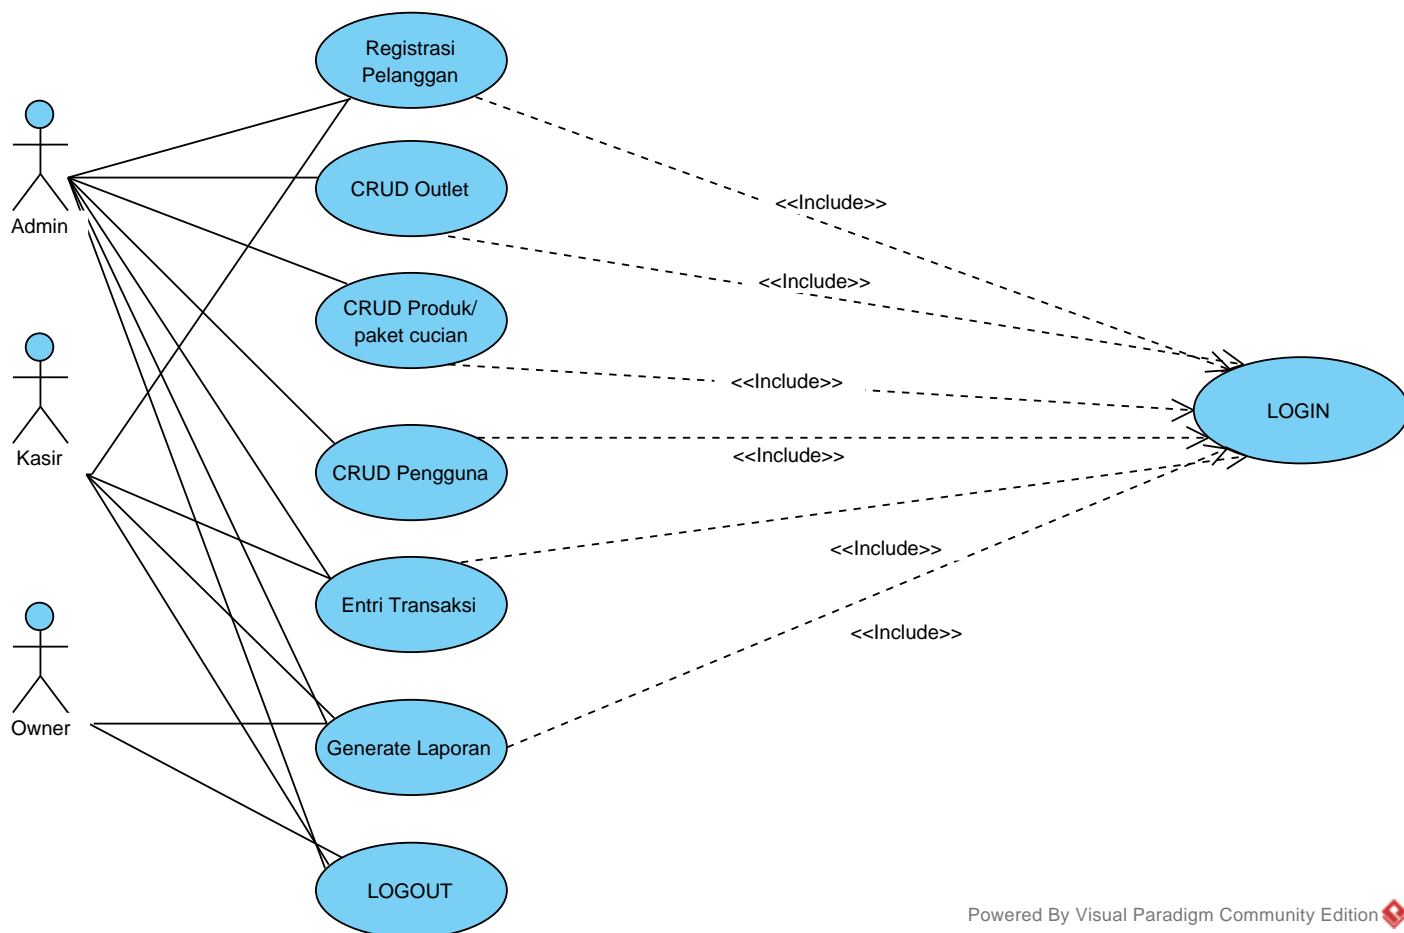 Registrasi
Pelanggan
Admin
CRUD Outlet
<<Include>>
<<Include>>
CRUD Produk/
paket cucian
Kasir
<<Include>>
LOGIN
CRUD Pengguna
<<Include>>
Entri Transaksi
<<Include>>
<<Include>>
Owner
Generate Laporan
LOGOUT
Powered By Visual Paradigm Community Edition